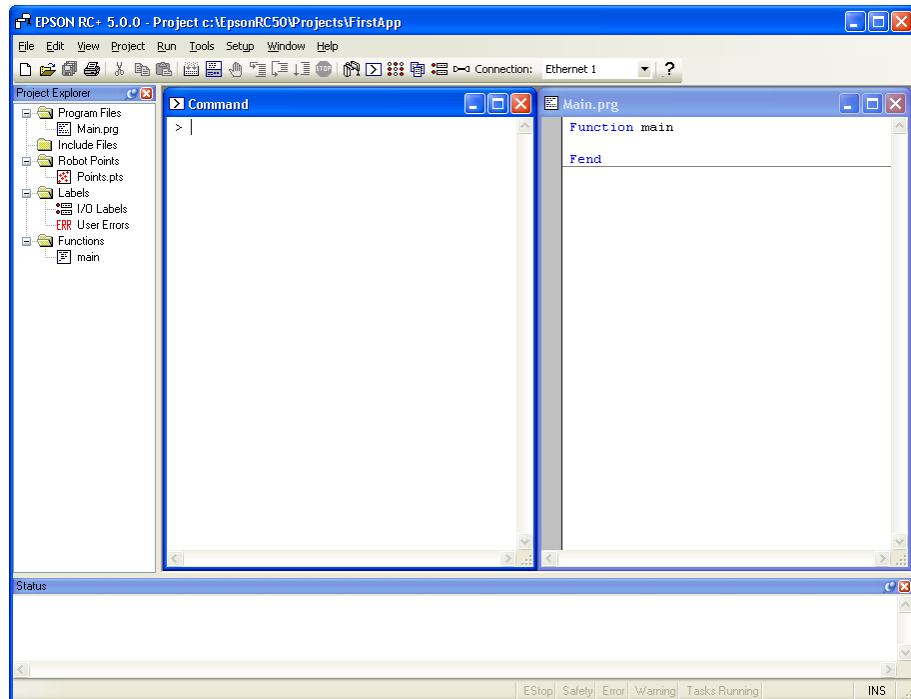 EPSON RC+ 5.0.0 - Project c:\EpsonRC50\Projects\FirstApp
File Edit View Project Run Tools Setup Window Help
STOP Connection: Ethernet 1 ?
Project Explorer
Program Files
Main.prg
Include Files
Robot Points
Points.pts
Labels
I/O Labels
ERR User Errors
Functions
main
Command
>
Main.prg
Function main
Fend
Status
EStop Safety Error Warning Tasks Running INS